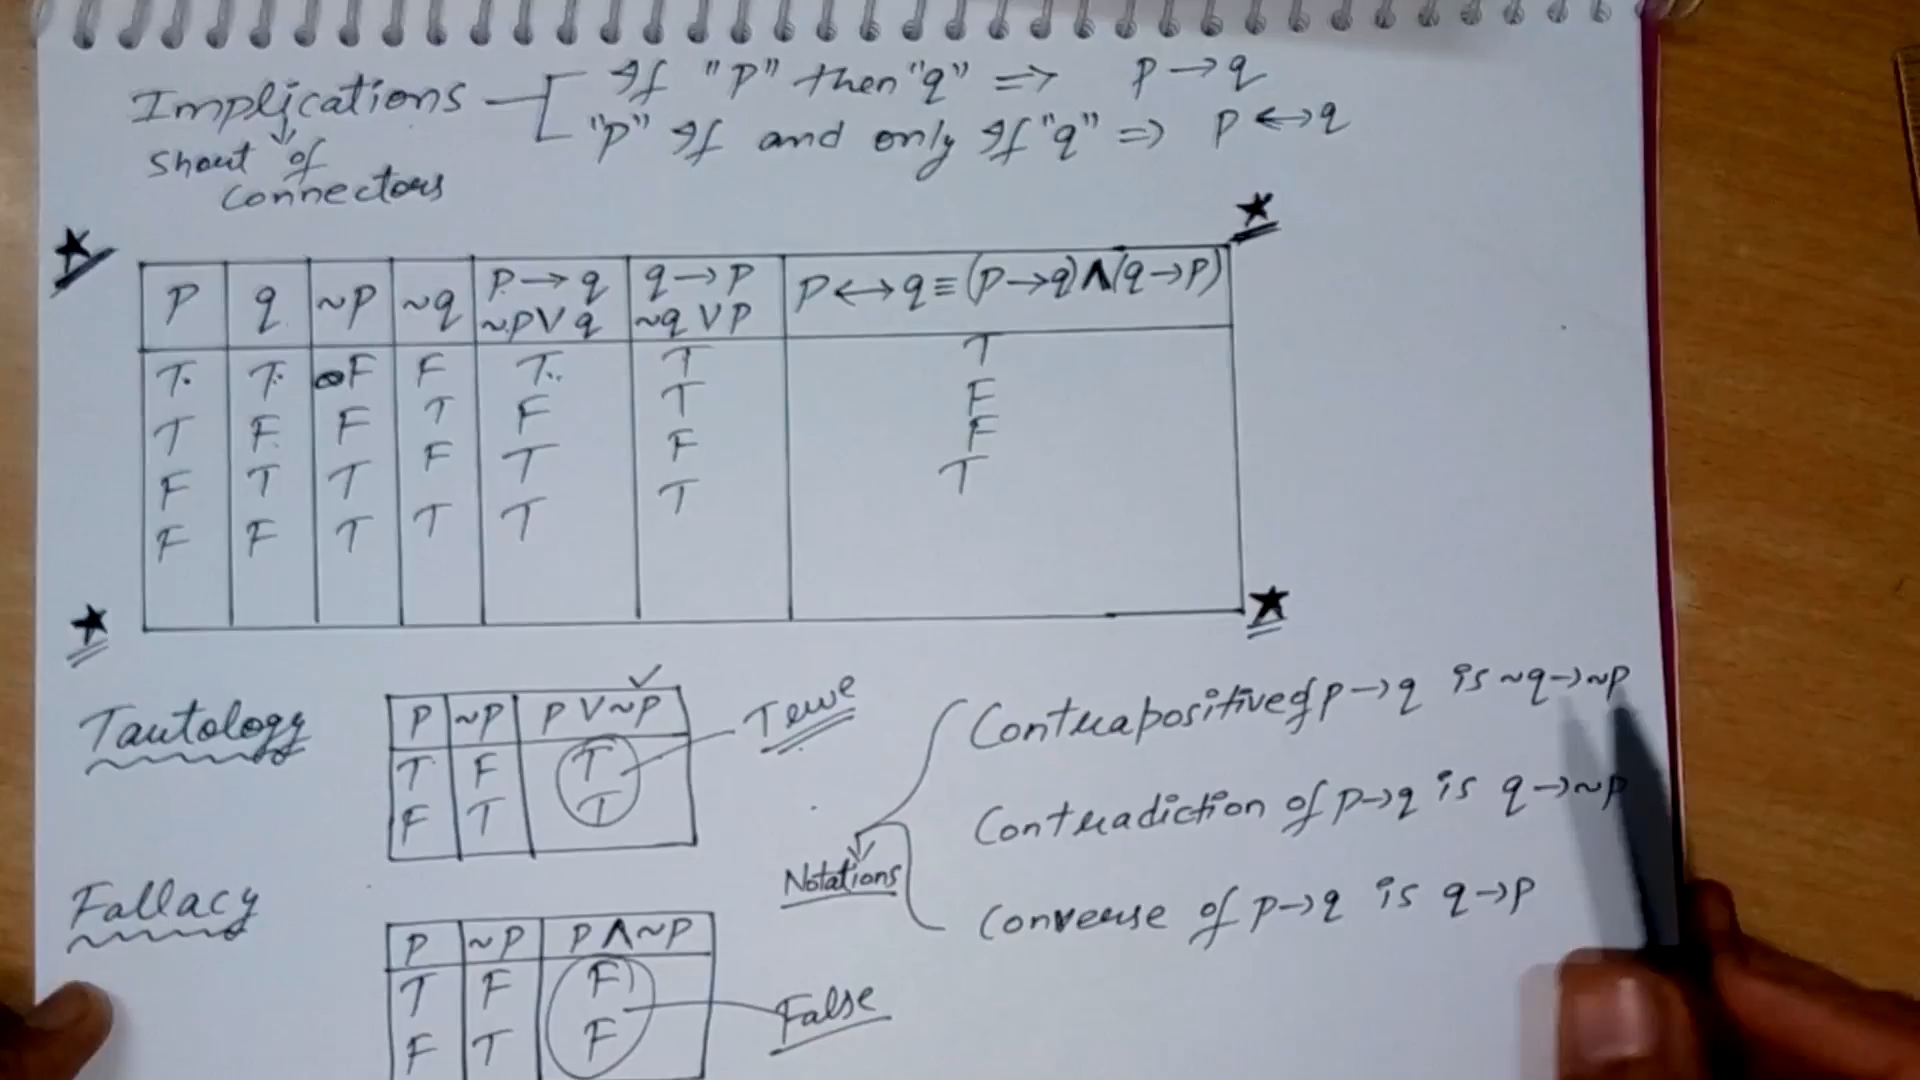 Implications
If "p" then "q" => p → q
"p" If and only If "q" => p ↔ q
Short of
Connectors
p q ~p ~q p → q q → p p ↔ q ≡ (p → q) ∧ (q → p)
~p ∨ q ~q ∨ p
T T F F T T T
T F F T F T F
F T T F T F F
F F T T T T T
Tautology
p ~p p ∨ ~p
T F T
F T T
True
Fallacy
p ~p p ∧ ~p
T F F
F T F
False
Notations
Contrapositive of p → q is ~q → ~p
Contradiction of p → q is q → ~p
Converse of p → q is q → p